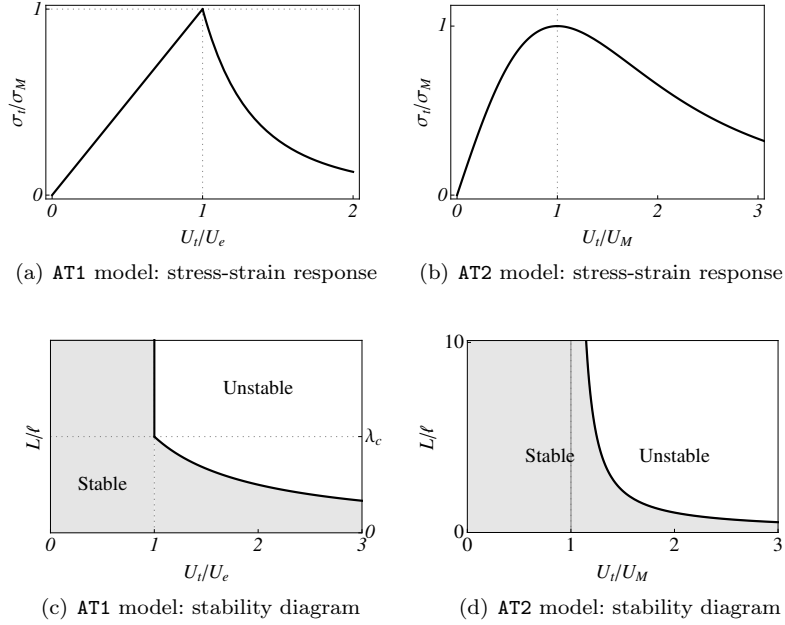 1
σt/σM
0
0
1
2
Ut/Ue
(a) AT1 model: stress-strain response
1
σt/σM
0
0
1
2
3
Ut/UM
(b) AT2 model: stress-strain response
L/ℓ
Unstable
λc
Stable
0
0
1
2
3
Ut/Ue
(c) AT1 model: stability diagram
10
L/ℓ
5
Stable
Unstable
0
0
1
2
3
Ut/UM
(d) AT2 model: stability diagram